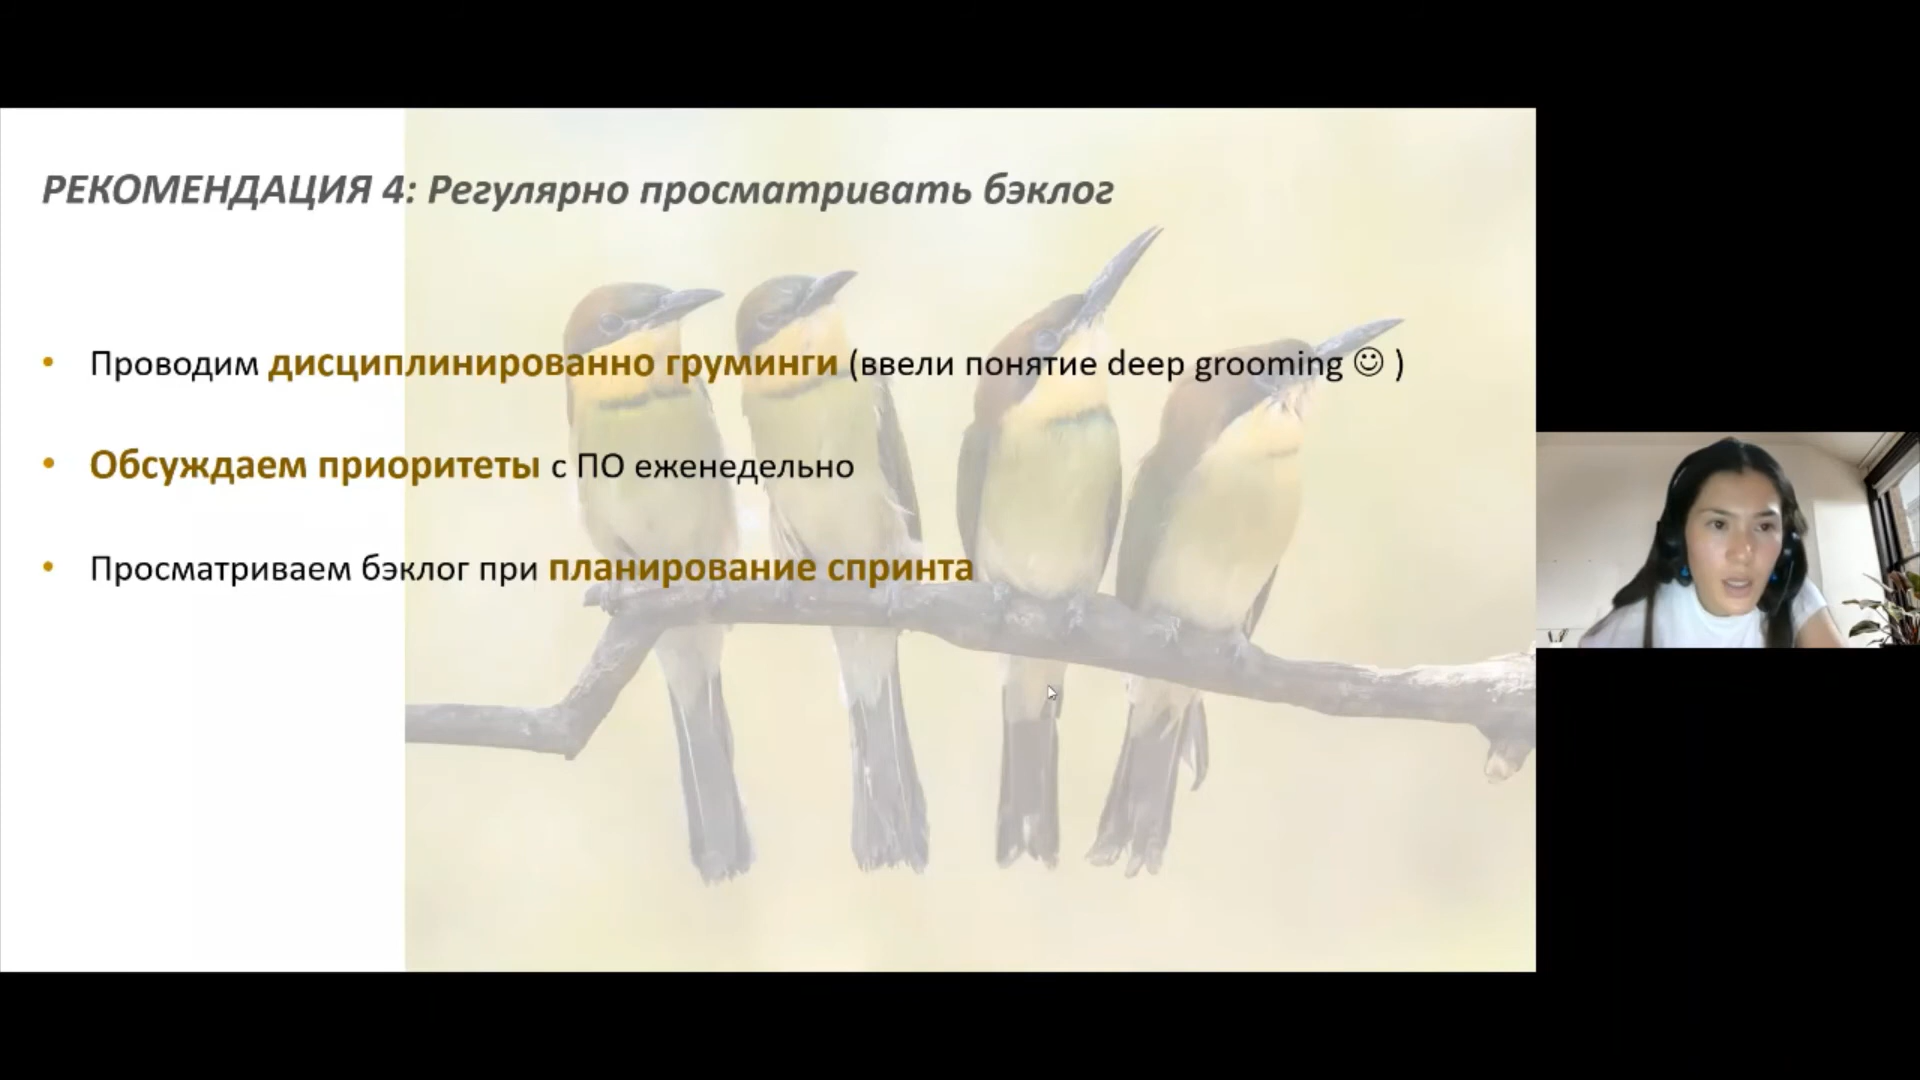 РЕКОМЕНДАЦИЯ 4: Регулярно просматривать бэклог
• Проводим дисциплинированно груминги (ввели понятие deep grooming ☺ )
• Обсуждаем приоритеты с ПО еженедельно
• Просматриваем бэклог при планирование спринта